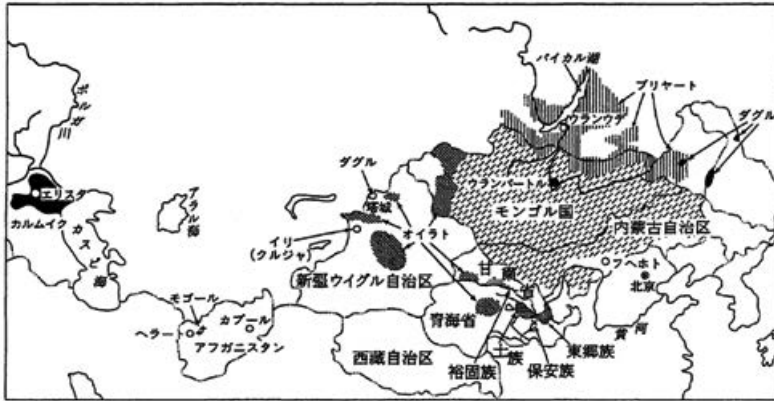 バイカル湖
ブリヤート
ボルガ川
ウランウデ
ダグル
ダグル
エリスタ
塔城
ウランバートル
アラル海
モンゴル国
カルムイク
オイラト
内蒙古自治区
イリ
(クルジャ)
カスピ海
甘粛省
フヘホト
新疆ウイグル自治区
北京
モゴール
青海省
黄河
ヘラート
カブール
アフガニスタン
土族
東郷族
西藏自治区
保安族
裕固族